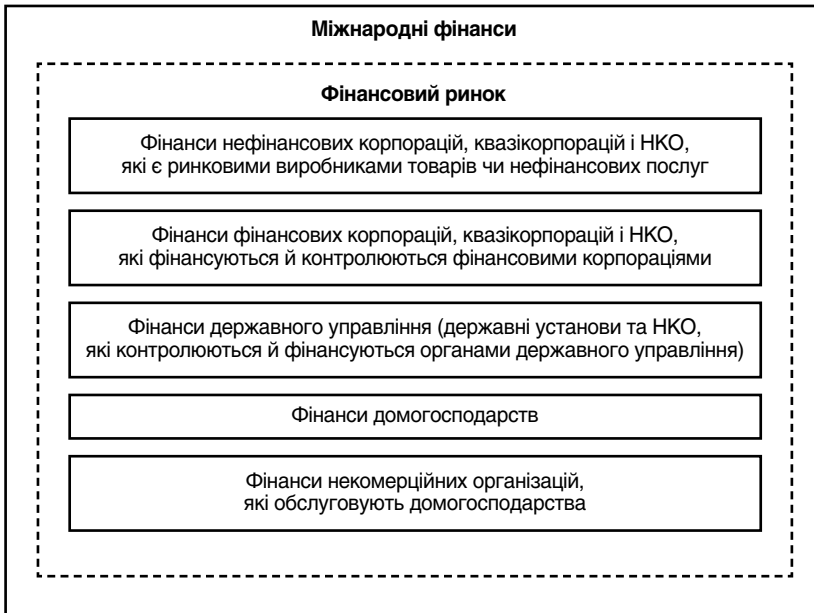 Міжнародні фінанси
Фінансовий ринок
Фінанси нефінансових корпорацій, квазікорпорацій і НКО,
які є ринковими виробниками товарів чи нефінансових послуг
Фінанси фінансових корпорацій, квазікорпорацій і НКО,
які фінансуються й контролюються фінансовими корпораціями
Фінанси державного управління (державні установи та НКО,
які контролюються й фінансуються органами державного управління)
Фінанси домогосподарств
Фінанси некомерційних організацій,
які обслуговують домогосподарства